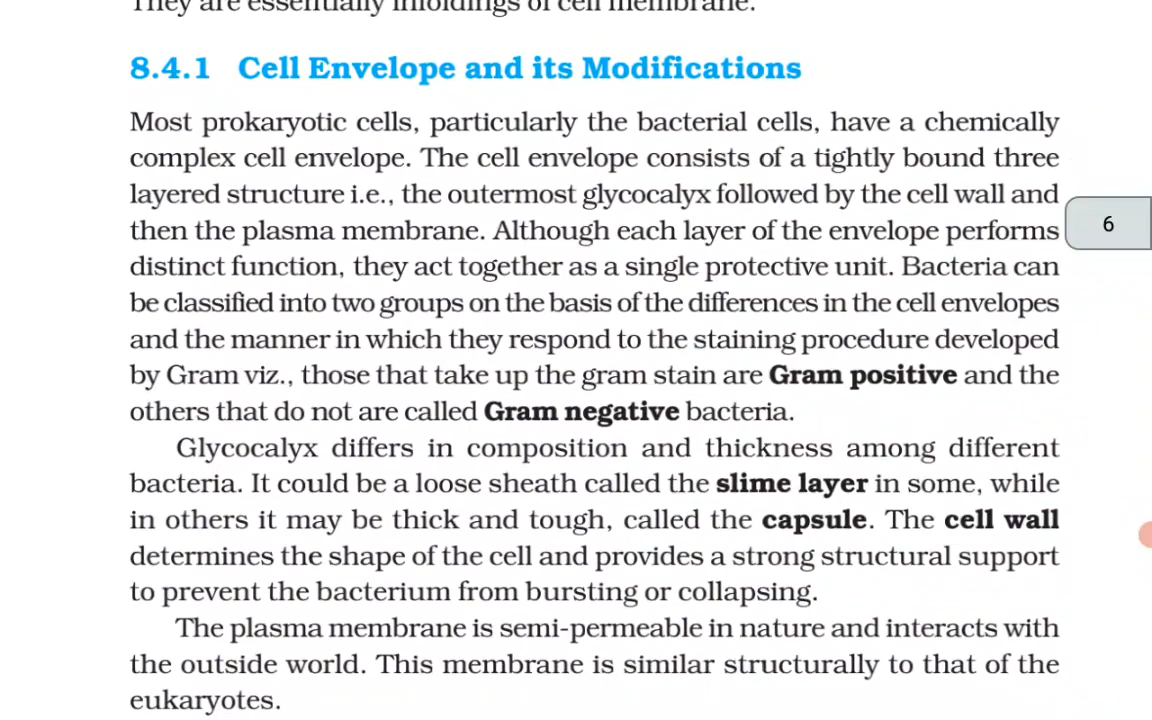 They are essentially infoldings of cell membrane.
8.4.1 Cell Envelope and its Modifications
Most prokaryotic cells, particularly the bacterial cells, have a chemically
complex cell envelope. The cell envelope consists of a tightly bound three
layered structure i.e., the outermost glycocalyx followed by the cell wall and
then the plasma membrane. Although each layer of the envelope performs
6
distinct function, they act together as a single protective unit. Bacteria can
be classified into two groups on the basis of the differences in the cell envelopes
and the manner in which they respond to the staining procedure developed
by Gram viz., those that take up the gram stain are Gram positive and the
others that do not are called Gram negative bacteria.
Glycocalyx differs in composition and thickness among different
bacteria. It could be a loose sheath called the slime layer in some, while
in others it may be thick and tough, called the capsule. The cell wall
determines the shape of the cell and provides a strong structural support
to prevent the bacterium from bursting or collapsing.
The plasma membrane is semi-permeable in nature and interacts with
the outside world. This membrane is similar structurally to that of the
eukaryotes.